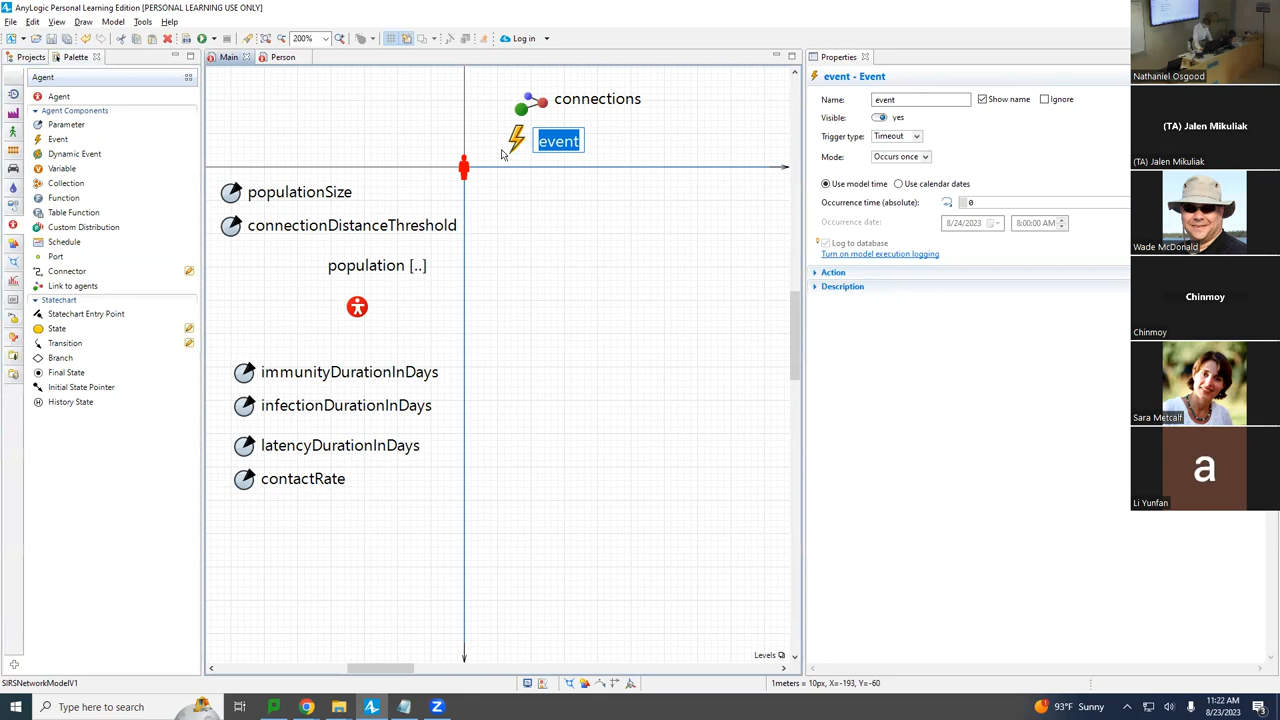 AnyLogic Personal Learning Edition [PERSONAL LEARNING USE ONLY]
File Edit View Draw Model Tools Help
200% Log in
Projects Palette Main Person Properties
Agent
Agent
Agent Components
Parameter
Event
Dynamic Event
Variable
Collection
Function
Table Function
Custom Distribution
Schedule
Port
Connector
Link to agents
Statechart
Statechart Entry Point
State
Transition
Branch
Final State
Initial State Pointer
History State
connections
event
populationSize
connectionDistanceThreshold
population [..]
immunityDurationInDays
infectionDurationInDays
latencyDurationInDays
contactRate
Levels
event - Event
Name: event Show name Ignore
Visible: yes
Trigger type: Timeout
Mode: Occurs once
Use model time Use calendar dates
Occurrence time (absolute): 0
Occurrence date: 8/24/2023 8:00:00 AM
Log to database
Turn on model execution logging
Action
Description
Nathaniel Osgood
(TA) Jalen Mikuliak
(TA) Jalen Mikuliak
Wade McDonald
Chinmoy
Chinmoy
Sara Metcalf
a
Li Yunfan
SIRSNetworkModelV1
1meters = 10px, X=-193, Y=-60
Type here to search
93°F Sunny
11:22 AM
8/23/2023
3